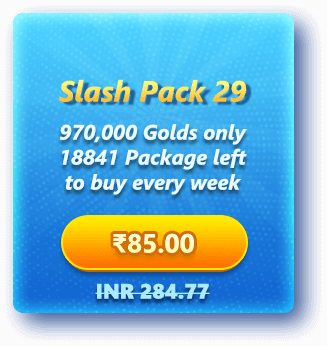 Slash Pack 29
970,000 Golds only
18841 Package left
to buy every week
₹85.00
INR 284.77